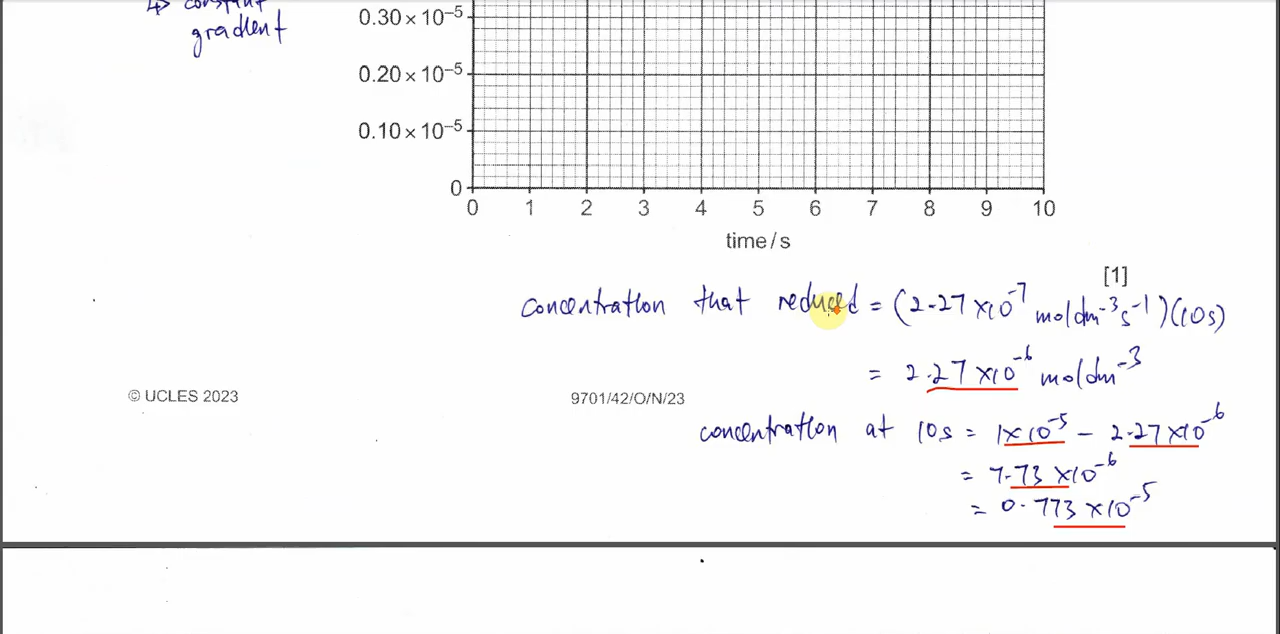 ↳ constant
gradient
0.30 × 10⁻⁵
0.20 × 10⁻⁵
0.10 × 10⁻⁵
0
0 1 2 3 4 5 6 7 8 9 10
time / s
[1]
concentration that reduced = (2.27 × 10⁻⁷ mol dm⁻³ s⁻¹)(10s)
= 2.27 × 10⁻⁶ mol dm⁻³
© UCLES 2023
9701/42/O/N/23
concentration at 10s = 1 × 10⁻⁵ − 2.27 × 10⁻⁶
= 7.73 × 10⁻⁶
= 0.773 × 10⁻⁵